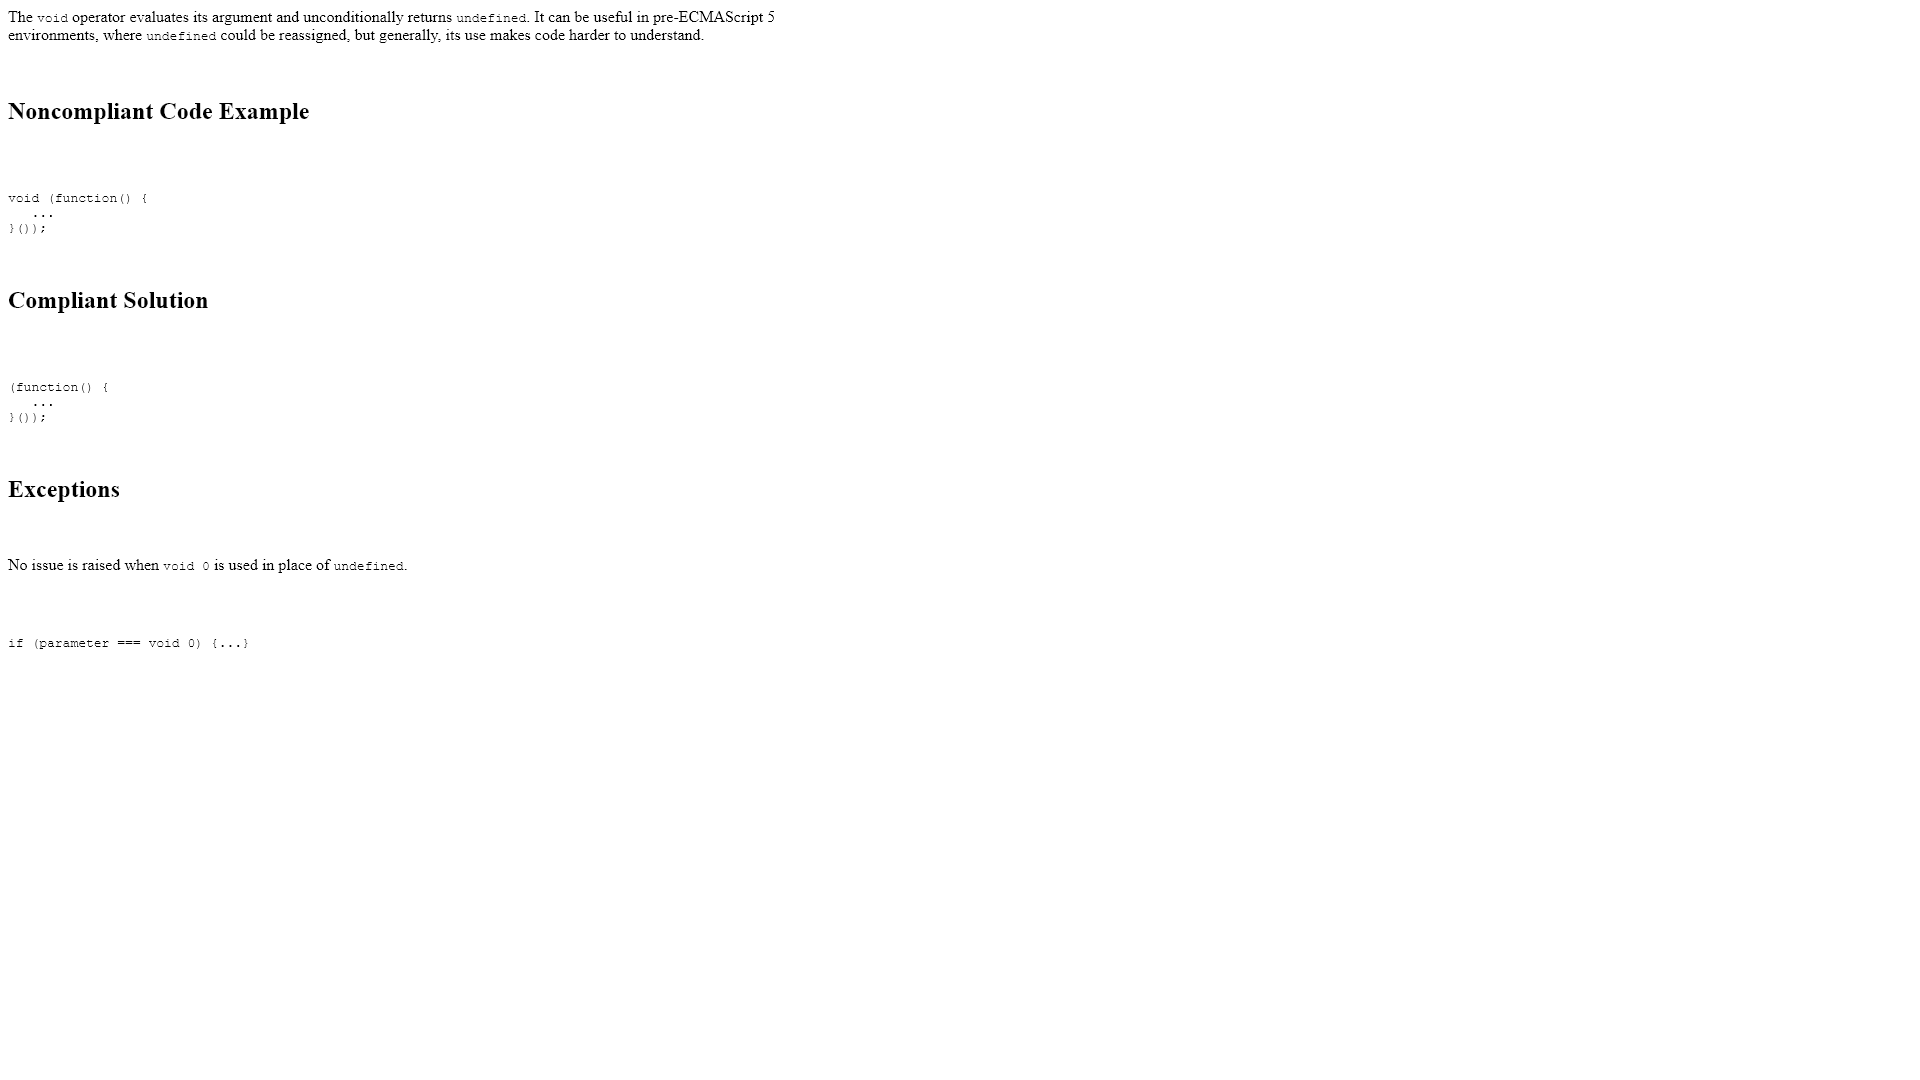 The void operator evaluates its argument and unconditionally returns undefined. It can be useful in pre-ECMAScript 5
environments, where undefined could be reassigned, but generally, its use makes code harder to understand.
Noncompliant Code Example
void (function() {
   ...
}());
Compliant Solution
(function() {
   ...
}());
Exceptions
No issue is raised when void 0 is used in place of undefined.
if (parameter === void 0) {...}